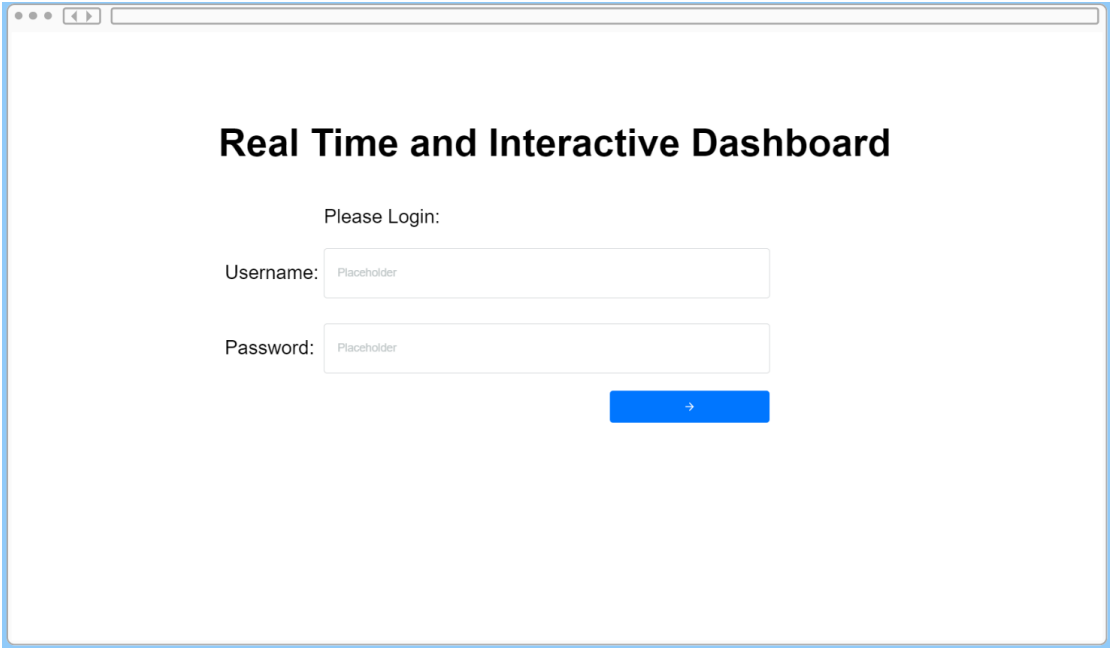 Real Time and Interactive Dashboard
Please Login:
Username: Placeholder
Password: Placeholder